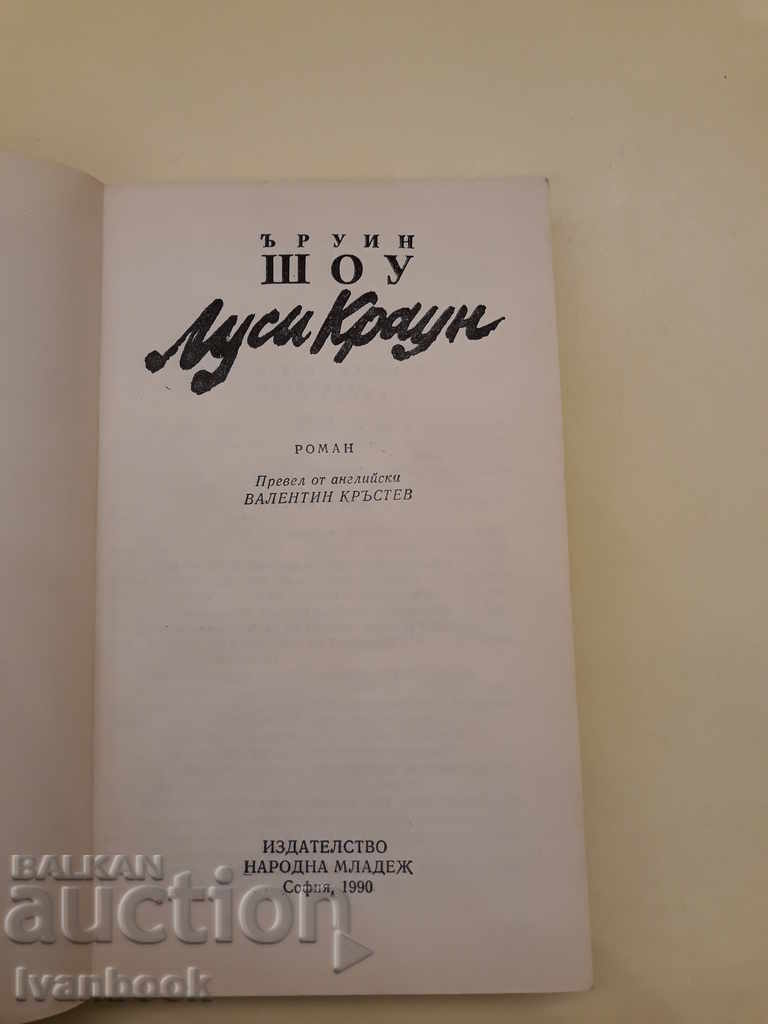 ЪРУИН
ШОУ
Луси Краун
РОМАН
Превел от английски
ВАЛЕНТИН КРЪСТЕВ
ИЗДАТЕЛСТВО
НАРОДНА МЛАДЕЖ
София, 1990
BALKAN
auction
Ivanbook